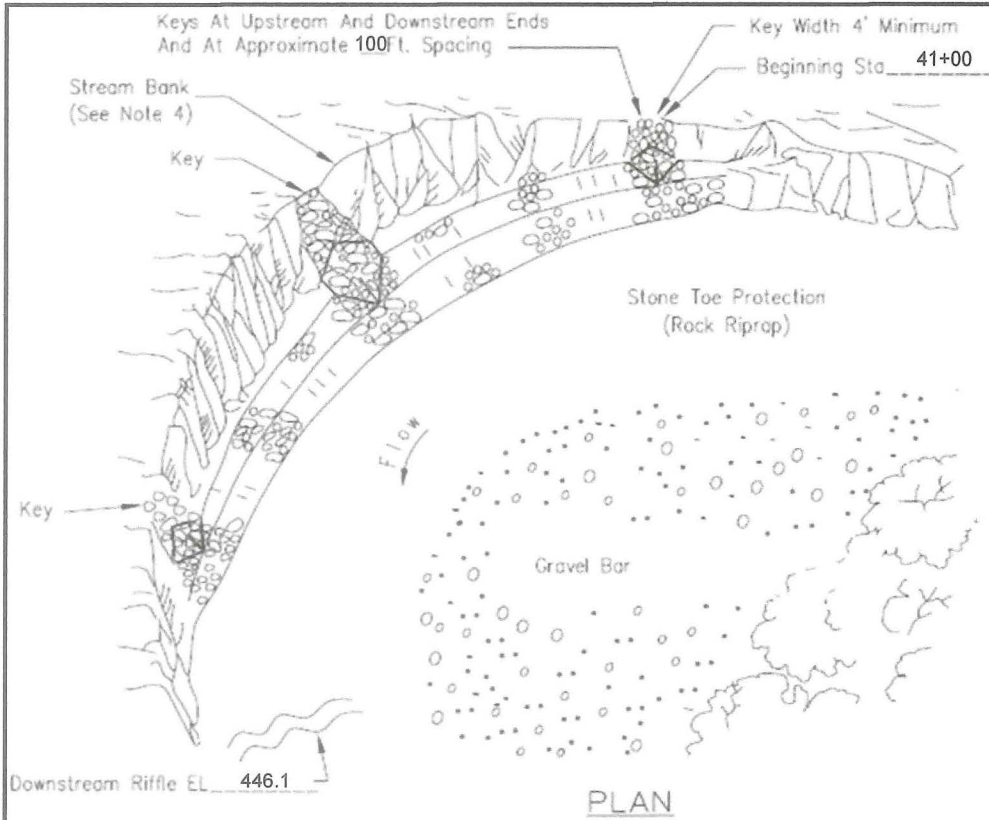 Keys At Upstream And Downstream Ends
And At Approximate 100Ft. Spacing
Key Width 4' Minimum
Beginning Sta 41+00
Stream Bank
(See Note 4)
Key
Stone Toe Protection
(Rock Riprap)
Flow
Key
Gravel Bar
Downstream Riffle EL 446.1
PLAN